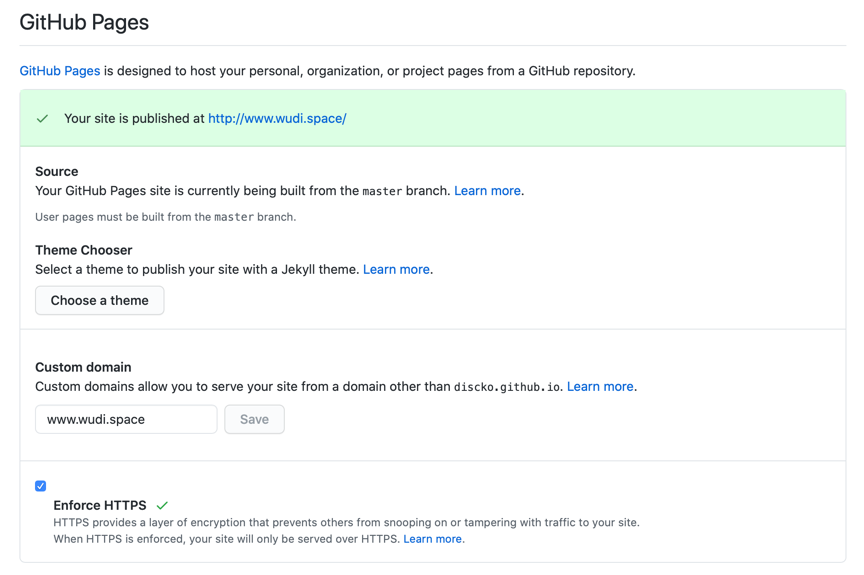 GitHub Pages
GitHub Pages is designed to host your personal, organization, or project pages from a GitHub repository.
Your site is published at http://www.wudi.space/
Source
Your GitHub Pages site is currently being built from the master branch. Learn more.
User pages must be built from the master branch.
Theme Chooser
Select a theme to publish your site with a Jekyll theme. Learn more.
Choose a theme
Custom domain
Custom domains allow you to serve your site from a domain other than discko.github.io. Learn more.
www.wudi.space Save
Enforce HTTPS
HTTPS provides a layer of encryption that prevents others from snooping on or tampering with traffic to your site.
When HTTPS is enforced, your site will only be served over HTTPS. Learn more.